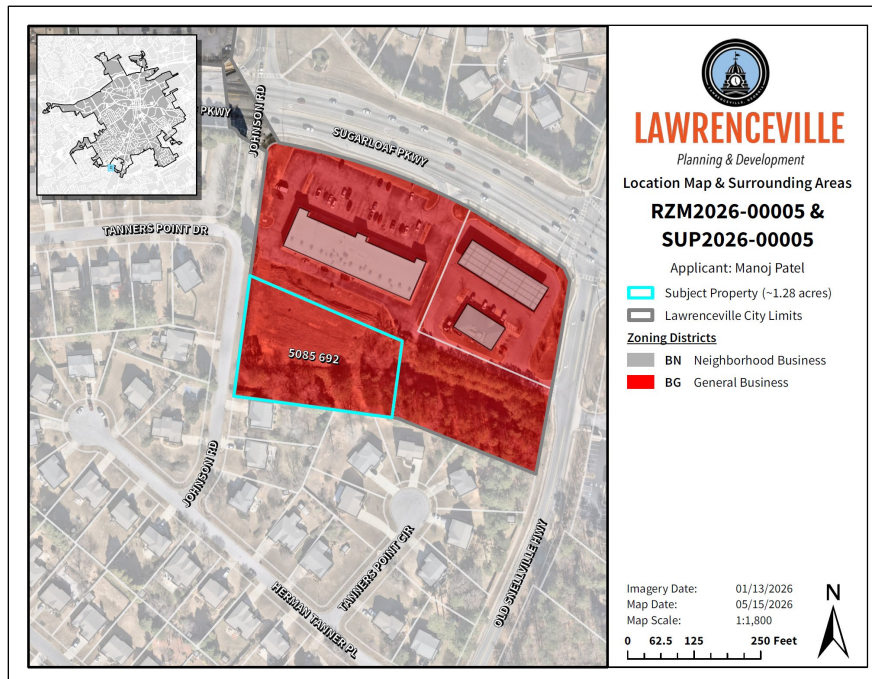 PKWY
JOHNSON RD
SUGARLOAF PKWY
TANNERS POINT DR
5085 692
JOHNSON RD
TANNERS POINT CIR
HERMAN TANNER PL
OLD SNELLVILLE HWY
LAWRENCEVILLE
Planning & Development
Location Map & Surrounding Areas
RZM2026-00005 &
SUP2026-00005
Applicant: Manoj Patel
Subject Property (~1.28 acres)
Lawrenceville City Limits
Zoning Districts
BN Neighborhood Business
BG General Business
Imagery Date: 01/13/2026
Map Date: 05/15/2026
Map Scale: 1:1,800
N
0 62.5 125 250 Feet